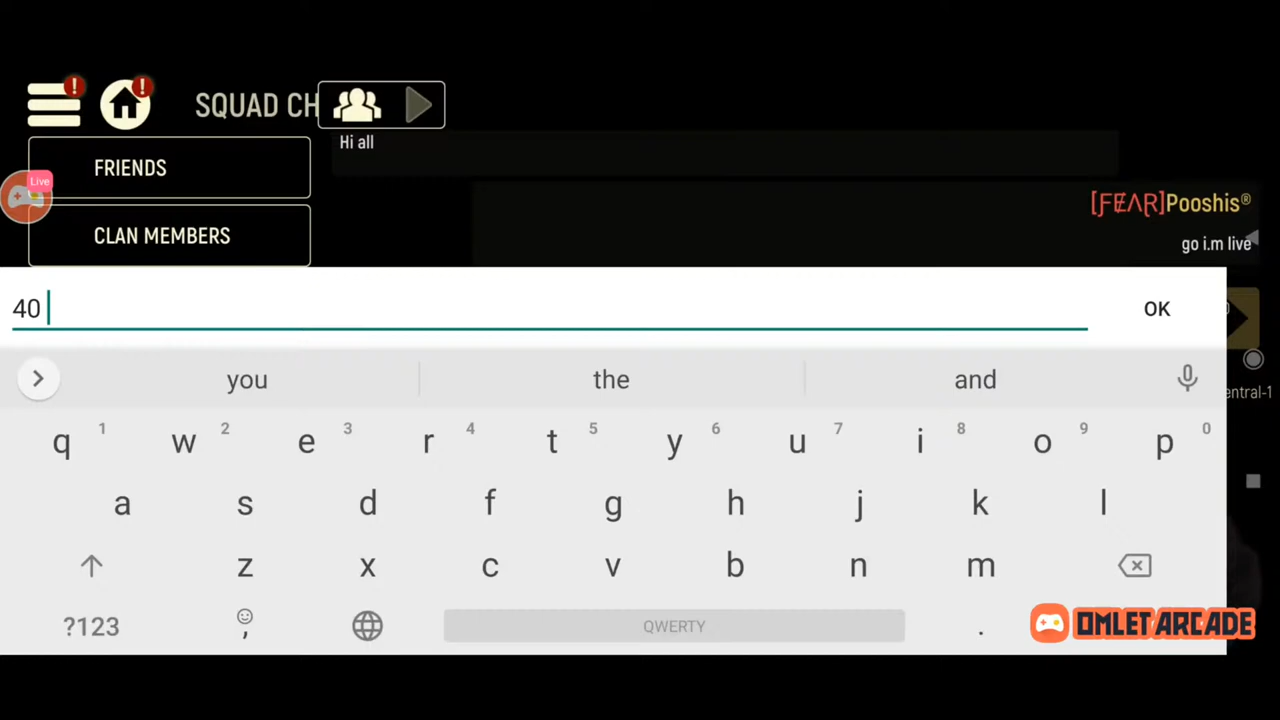 ! !
SQUAD CH
Hi all
FRIENDS
Live
[FEAR]Pooshis®
CLAN MEMBERS
go i.m live
40
OK
entral-1
you the and
q 1 w 2 e 3 r 4 t 5 y 6 u 7 i 8 o 9 p 0
a s d f g h j k l
z x c v b n m
?123 , QWERTY .
OMLET ARCADE